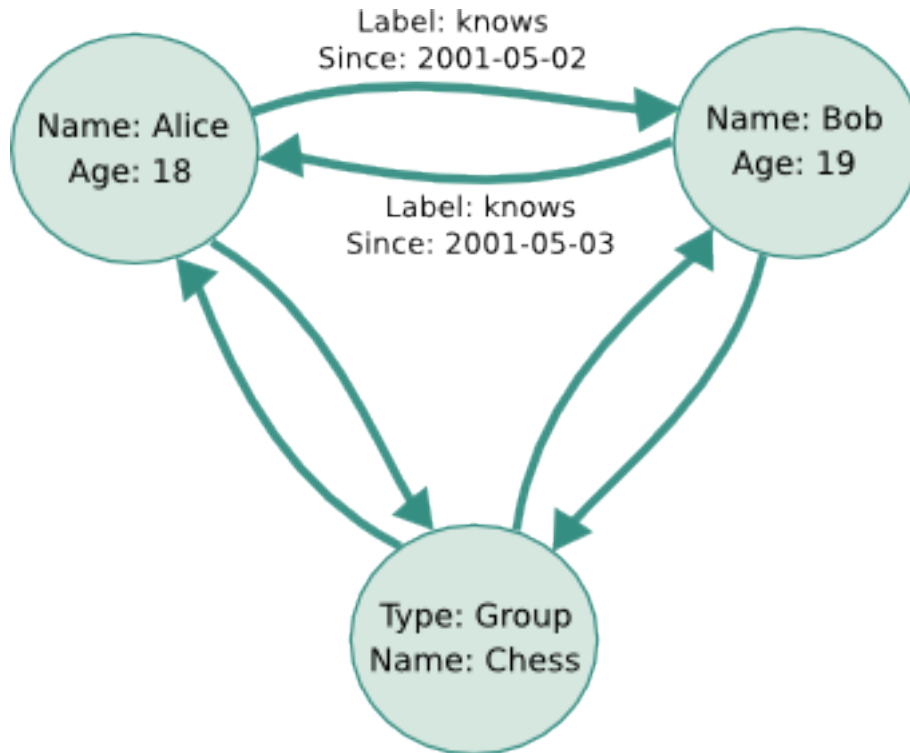 Label: knows
Since: 2001-05-02
Name: Alice
Age: 18
Name: Bob
Age: 19
Label: knows
Since: 2001-05-03
Type: Group
Name: Chess